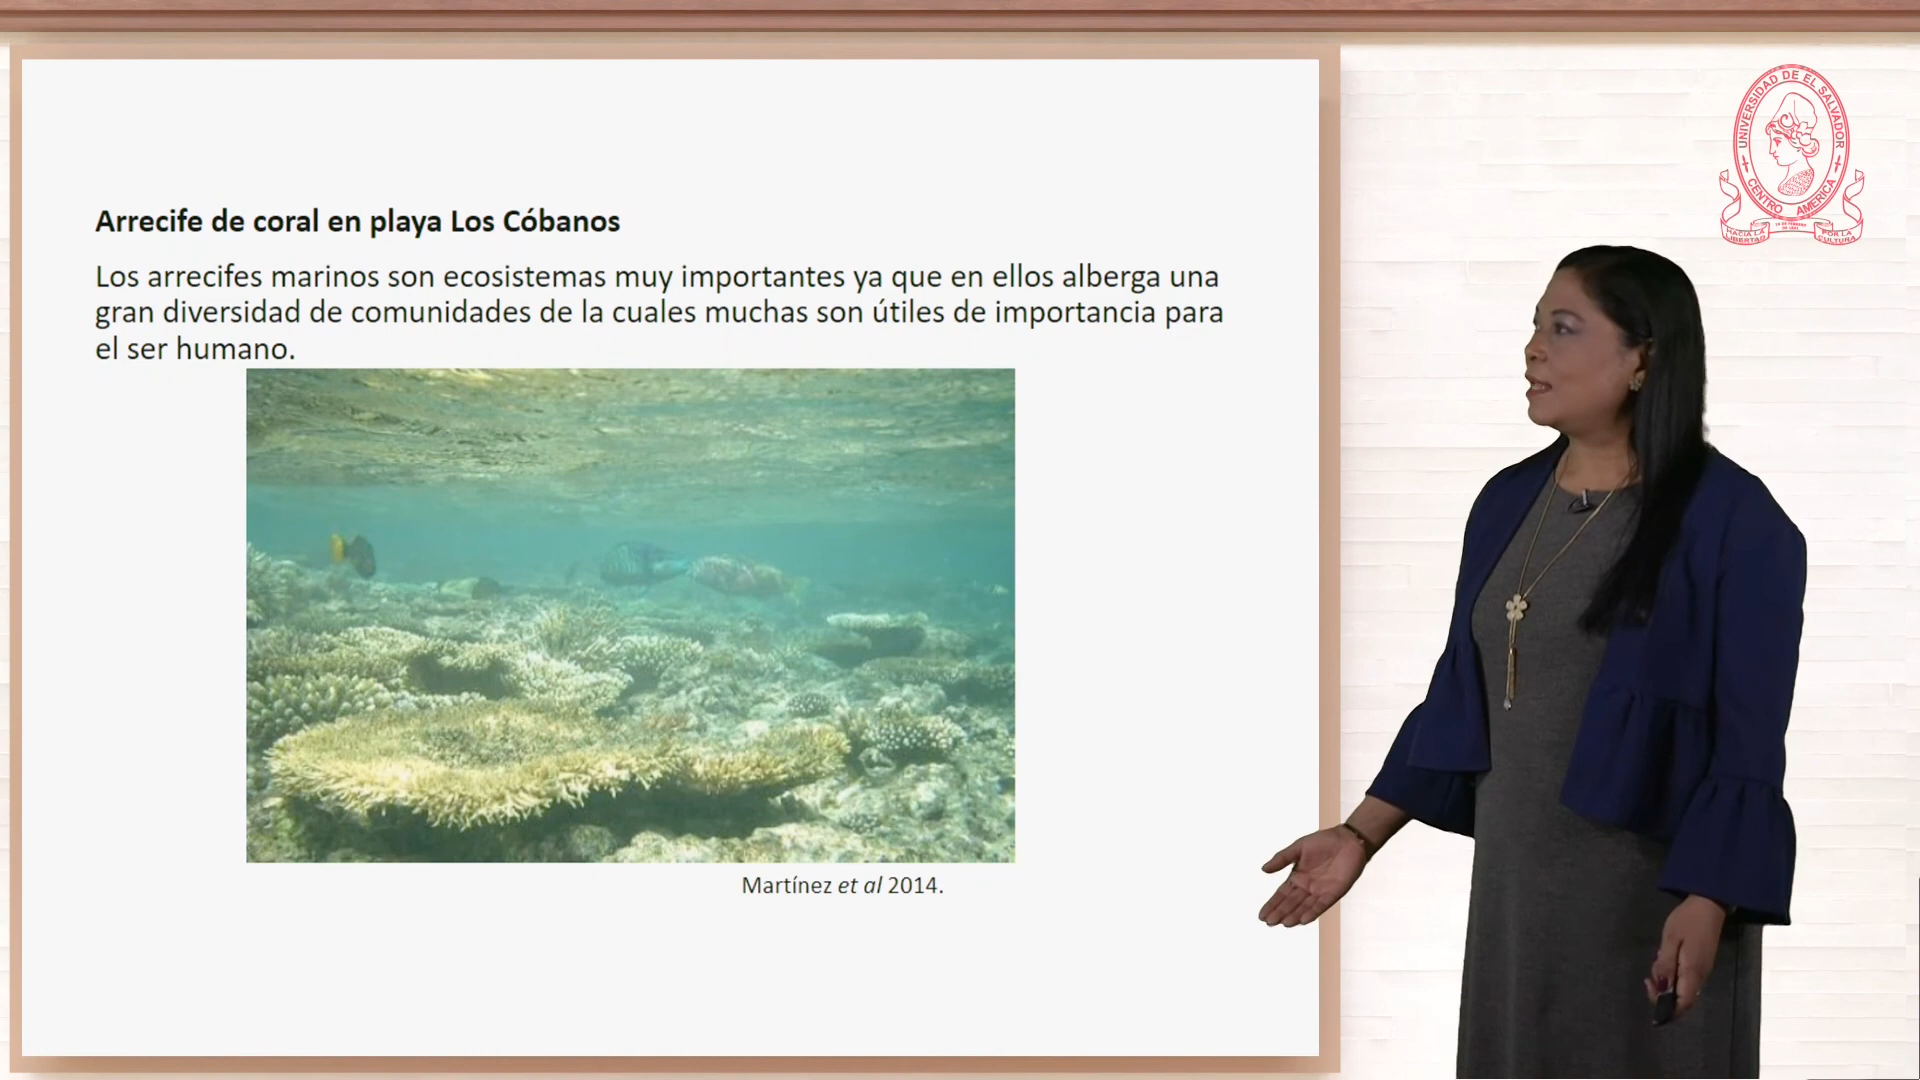 Arrecife de coral en playa Los Cóbanos
Los arrecifes marinos son ecosistemas muy importantes ya que en ellos alberga una
gran diversidad de comunidades de la cuales muchas son útiles de importancia para
el ser humano.
Martínez et al 2014.
UNIVERSIDAD DE EL SALVADOR
CENTRO AMERICA
HACIA LA
LIBERTAD
POR LA
CULTURA